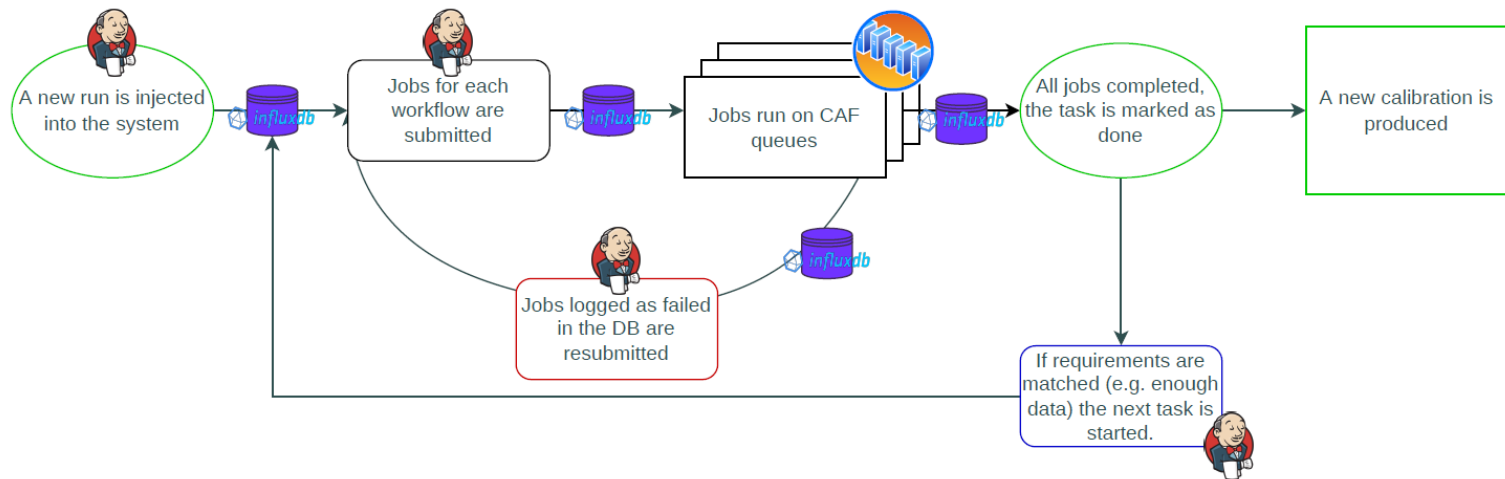 A new run is injected
into the system
influxdb
Jobs for each
workflow are
submitted
influxdb
Jobs run on CAF
queues
influxdb
All jobs completed,
the task is marked as
done
A new calibration is
produced
influxdb
Jobs logged as failed
in the DB are
resubmitted
If requirements are
matched (e.g. enough
data) the next task is
started.